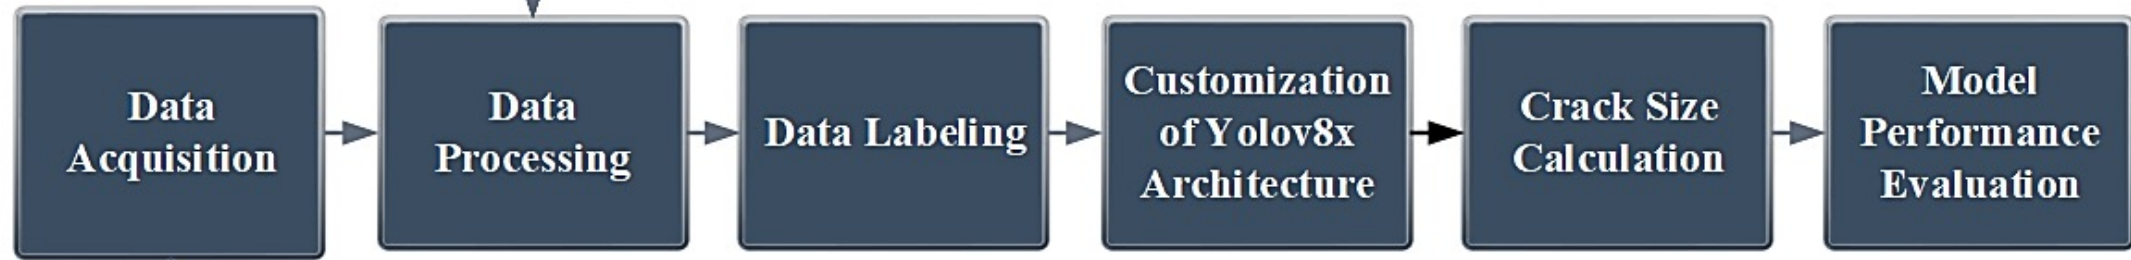 Data
Acquisition
Data
Processing
Data Labeling
Customization
of Yolov8x
Architecture
Crack Size
Calculation
Model
Performance
Evaluation